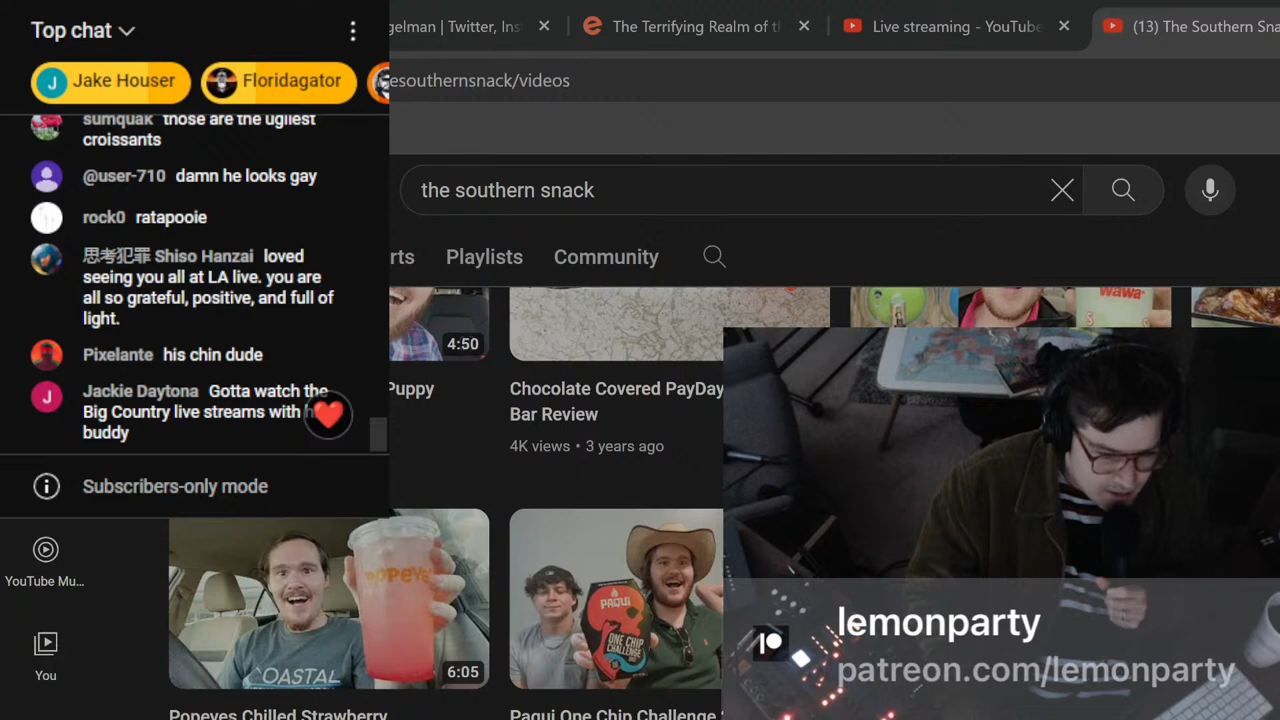 Top chat
Jake Houser
Floridagator
sumquak those are the ugliest
croissants
@user-710 damn he looks gay
rock0 ratapooie
思考犯罪 Shiso Hanzai loved
seeing you all at LA live. you are
all so grateful, positive, and full of
light.
Pixelante his chin dude
Jackie Daytona Gotta watch the
Big Country live streams with
buddy
Subscribers-only mode
YouTube Mu...
You
gelman | Twitter, Ins
The Terrifying Realm of th
Live streaming - YouTube
(13) The Southern Sna
esouthernsnack/videos
the southern snack
rts
Playlists
Community
4:50
Puppy
Chocolate Covered PayDay
Bar Review
4K views • 3 years ago
Wawa
POPEYES
COASTAL
6:05
Popeyes Chilled Strawberry
PAQUI
ONE CHIP
CHALLENGE
Paqui One Chip Challenge
lemonparty
patreon.com/lemonparty